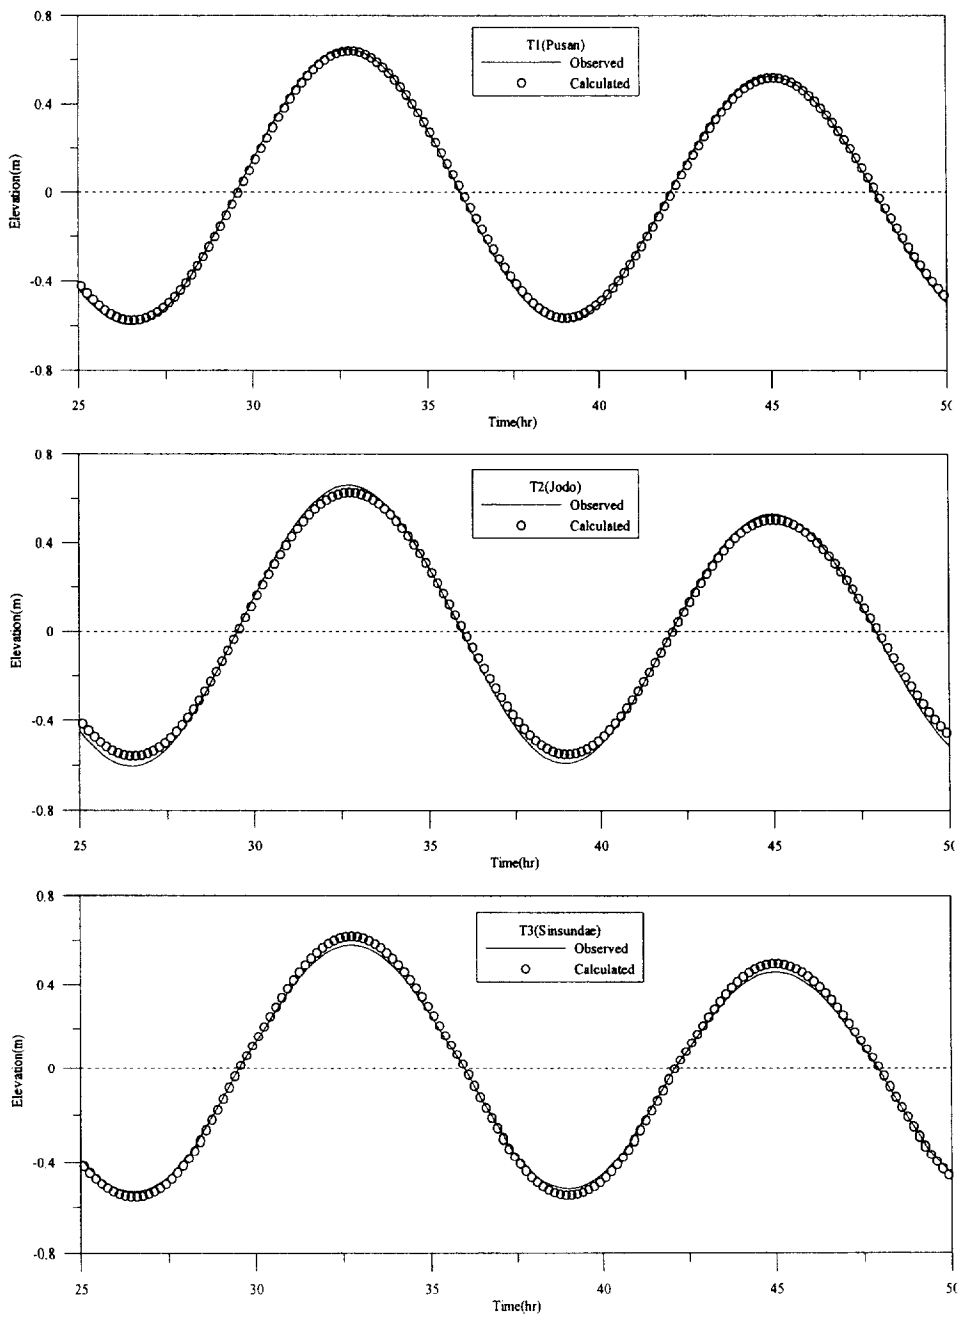 0.8
T1(Pusan)
Observed
Calculated
0.4
Elevation(m)
0
-0.4
-0.8
25 30 35 40 45 50
Time(hr)
0.8
T2(Jodo)
Observed
Calculated
0.4
Elevation(m)
0
-0.4
-0.8
25 30 35 40 45 50
Time(hr)
0.8
T3(Sinsundae)
Observed
Calculated
0.4
Elevation(m)
0
-0.4
-0.8
25 30 35 40 45 50
Time(hr)